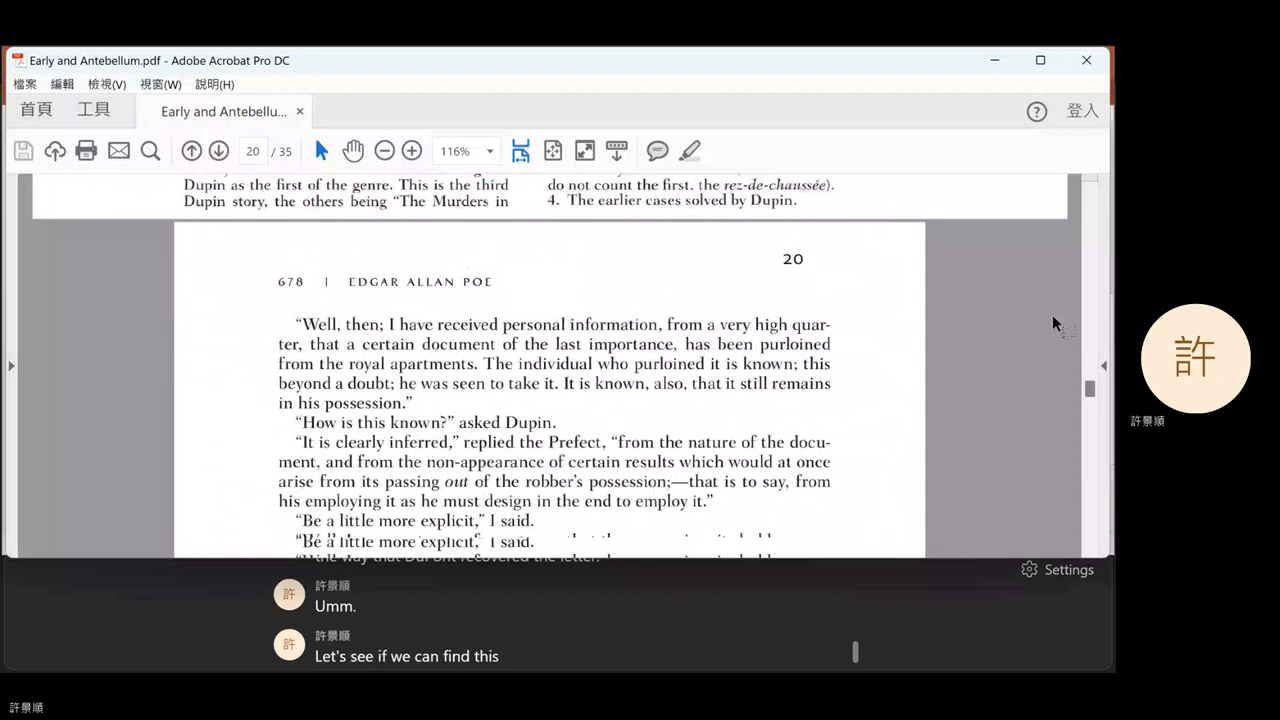 Early and Antebellum.pdf - Adobe Acrobat Pro DC
檔案 編輯 檢視(V) 視窗(W) 說明(H)
首頁 工具 Early and Antebellu... × ? 登入
20 / 35 116%
Dupin as the first of the genre. This is the third
Dupin story, the others being “The Murders in
do not count the first, the rez-de-chaussée).
4. The earlier cases solved by Dupin.
20
678 | EDGAR ALLAN POE
“Well, then; I have received personal information, from a very high quar-
ter, that a certain document of the last importance, has been purloined
from the royal apartments. The individual who purloined it is known; this
beyond a doubt; he was seen to take it. It is known, also, that it still remains
in his possession.”
“How is this known?” asked Dupin.
“It is clearly inferred,” replied the Prefect, “from the nature of the docu-
ment, and from the non-appearance of certain results which would at once
arise from its passing out of the robber’s possession;—that is to say, from
his employing it as he must design in the end to employ it.”
“Be a little more explicit,” I said.
“Be a little more explicit,” I said.
the way that DuPont recovered the letter.
Settings
許 許景順
Umm.
許 許景順
Let's see if we can find this
許
許景順
許景順